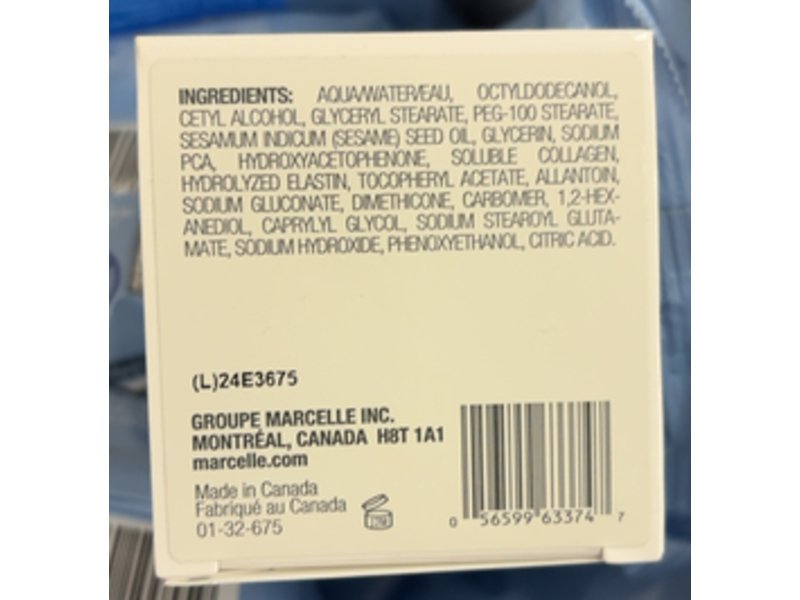 INGREDIENTS: AQUA/WATER/EAU, OCTYLDODECANOL,
CETYL ALCOHOL, GLYCERYL STEARATE, PEG-100 STEARATE,
SESAMUM INDICUM (SESAME) SEED OIL, GLYCERIN, SODIUM
PCA, HYDROXYACETOPHENONE, SOLUBLE COLLAGEN,
HYDROLYZED ELASTIN, TOCOPHERYL ACETATE, ALLANTOIN,
SODIUM GLUCONATE, DIMETHICONE, CARBOMER, 1,2-HEX-
ANEDIOL, CAPRYLYL GLYCOL, SODIUM STEAROYL GLUTA-
MATE, SODIUM HYDROXIDE, PHENOXYETHANOL, CITRIC ACID.
(L)24E3675
GROUPE MARCELLE INC.
MONTRÉAL, CANADA H8T 1A1
marcelle.com
Made in Canada
Fabriqué au Canada
01-32-675
0 56599 63374 7